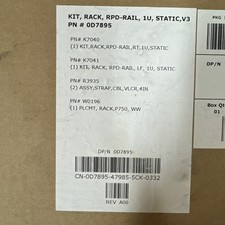 KIT, RACK, RPD-RAIL, 1U, STATIC,V3
PN # 0D7895
PN# K7040
(1) KIT,RACK,RPD-RAIL,RT,1U,STATIC
PN# K7041
(1) KIT, RACK, RPD-RAIL, LF, 1U, STATIC
PN# R3935
(2) ASSY,STRAP,CBL,VLCR,4IN
PN# W0196
(1) PLCMT, RACK,P750, WW
DP/N 0D7895
CN-0D7895-47985-5CK-0332
REV A00
PKG
DP/N
Box Qt
01